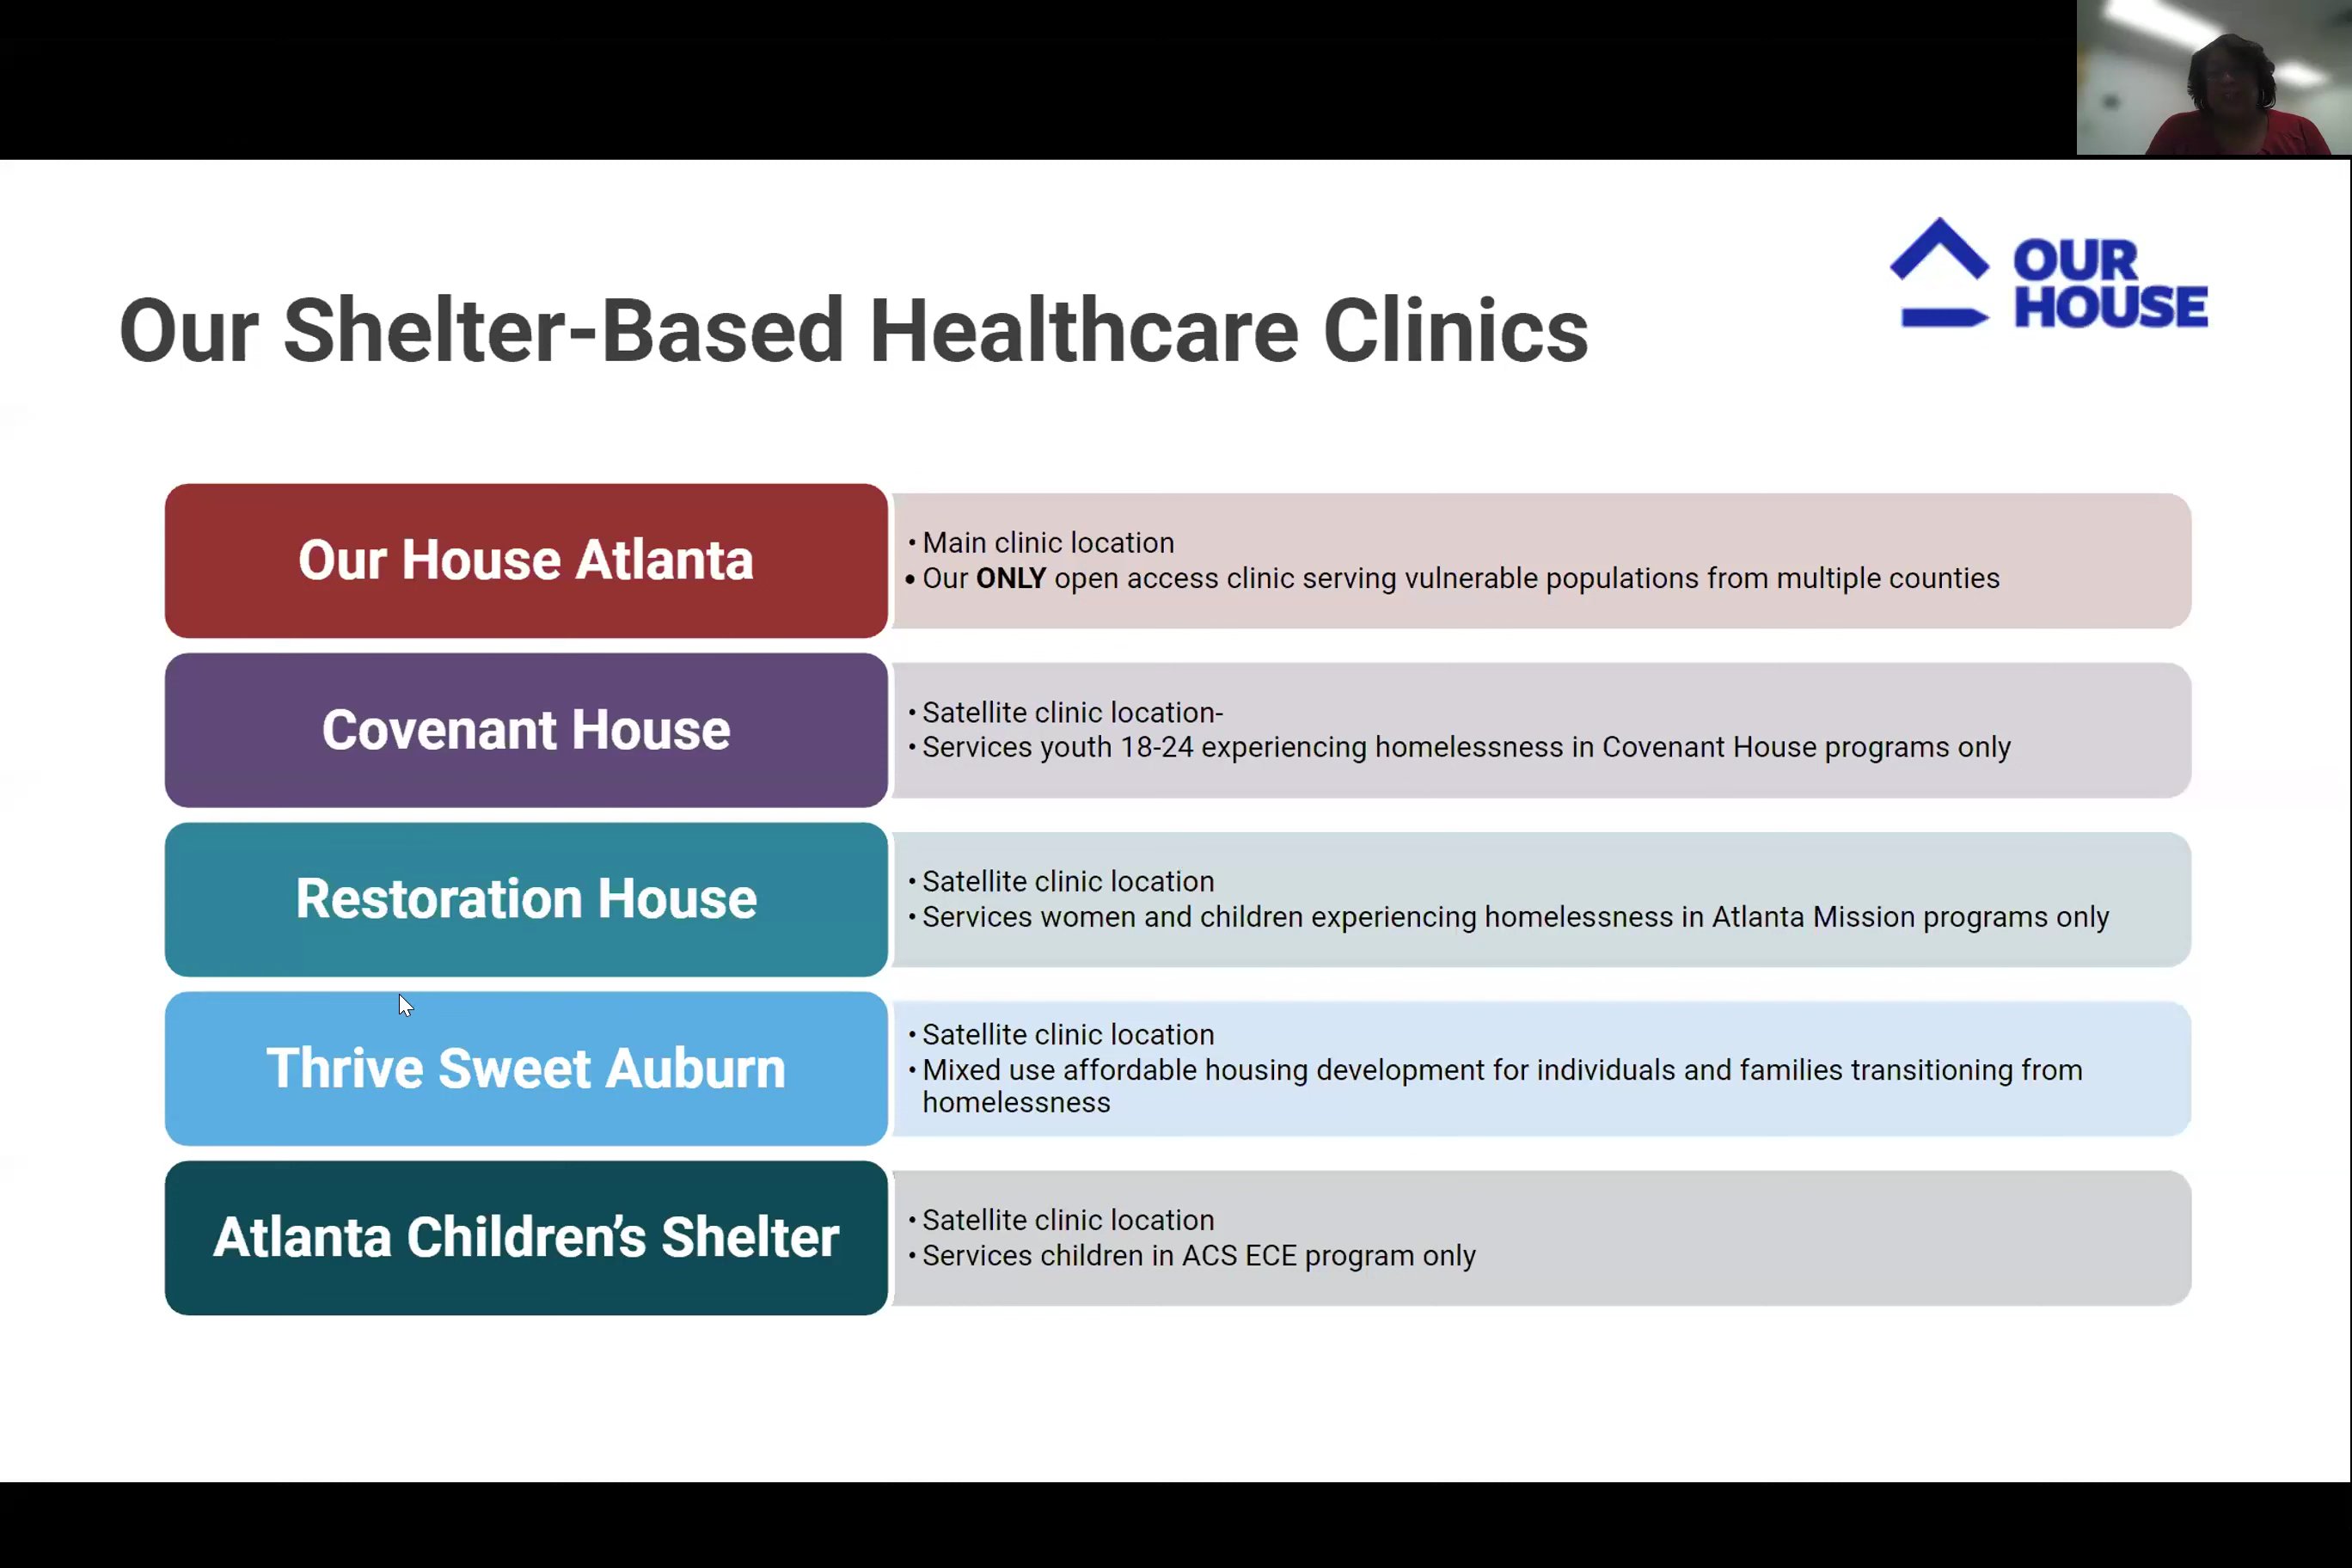 OUR
HOUSE
Our Shelter-Based Healthcare Clinics
Our House Atlanta
• Main clinic location
• Our ONLY open access clinic serving vulnerable populations from multiple counties
Covenant House
• Satellite clinic location-
• Services youth 18-24 experiencing homelessness in Covenant House programs only
Restoration House
• Satellite clinic location
• Services women and children experiencing homelessness in Atlanta Mission programs only
Thrive Sweet Auburn
• Satellite clinic location
• Mixed use affordable housing development for individuals and families transitioning from
homelessness
Atlanta Children’s Shelter
• Satellite clinic location
• Services children in ACS ECE program only